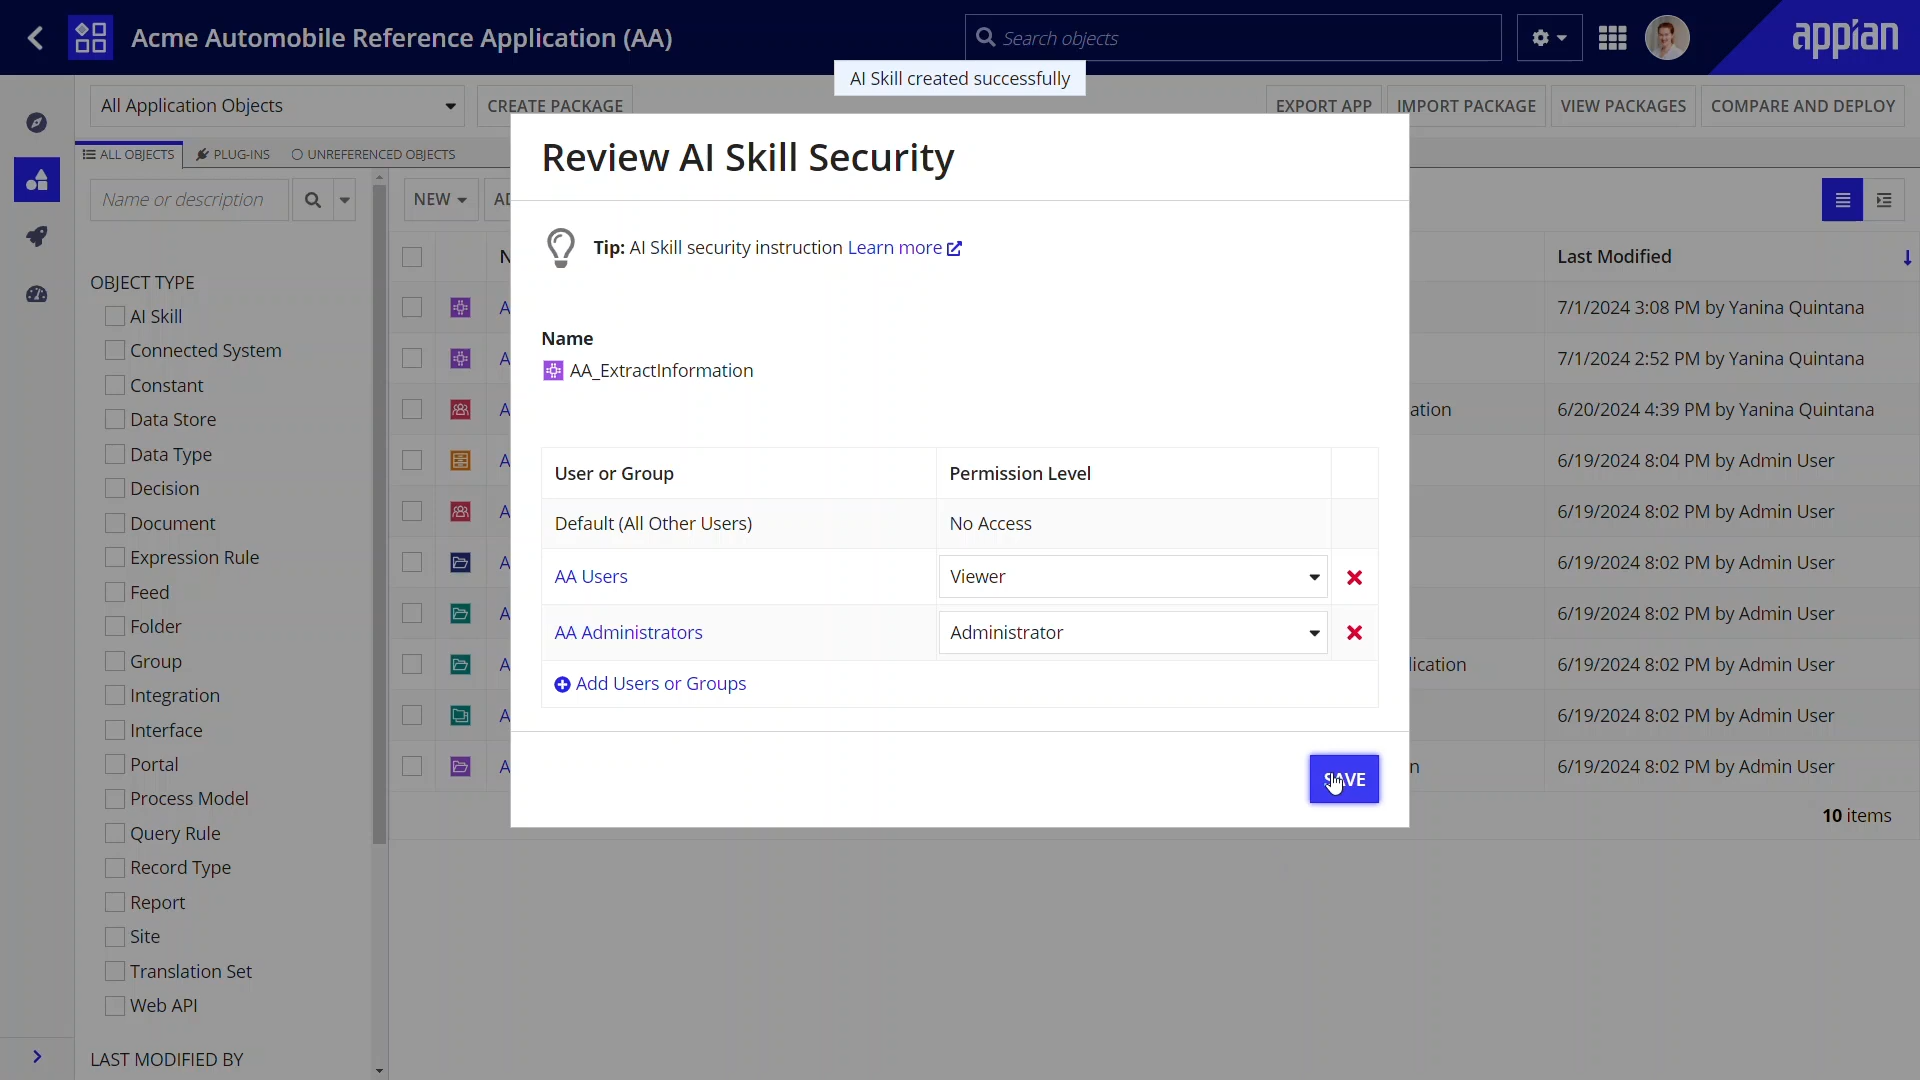 Acme Automobile Reference Application (AA)
Search objects
appian
AI Skill created successfully
All Application Objects
CREATE PACKAGE
EXPORT APP
IMPORT PACKAGE
VIEW PACKAGES
COMPARE AND DEPLOY
ALL OBJECTS
PLUG-INS
UNREFERENCED OBJECTS
Name or description
OBJECT TYPE
AI Skill
Connected System
Constant
Data Store
Data Type
Decision
Document
Expression Rule
Feed
Folder
Group
Integration
Interface
Portal
Process Model
Query Rule
Record Type
Report
Site
Translation Set
Web API
LAST MODIFIED BY
NEW
Review AI Skill Security
Tip: AI Skill security instruction Learn more
Name
AA_ExtractInformation
User or Group
Permission Level
Default (All Other Users)
No Access
AA Users
Viewer
AA Administrators
Administrator
Add Users or Groups
SAVE
Last Modified
7/1/2024 3:08 PM by Yanina Quintana
7/1/2024 2:52 PM by Yanina Quintana
6/20/2024 4:39 PM by Yanina Quintana
6/19/2024 8:04 PM by Admin User
6/19/2024 8:02 PM by Admin User
6/19/2024 8:02 PM by Admin User
6/19/2024 8:02 PM by Admin User
6/19/2024 8:02 PM by Admin User
6/19/2024 8:02 PM by Admin User
6/19/2024 8:02 PM by Admin User
10 items